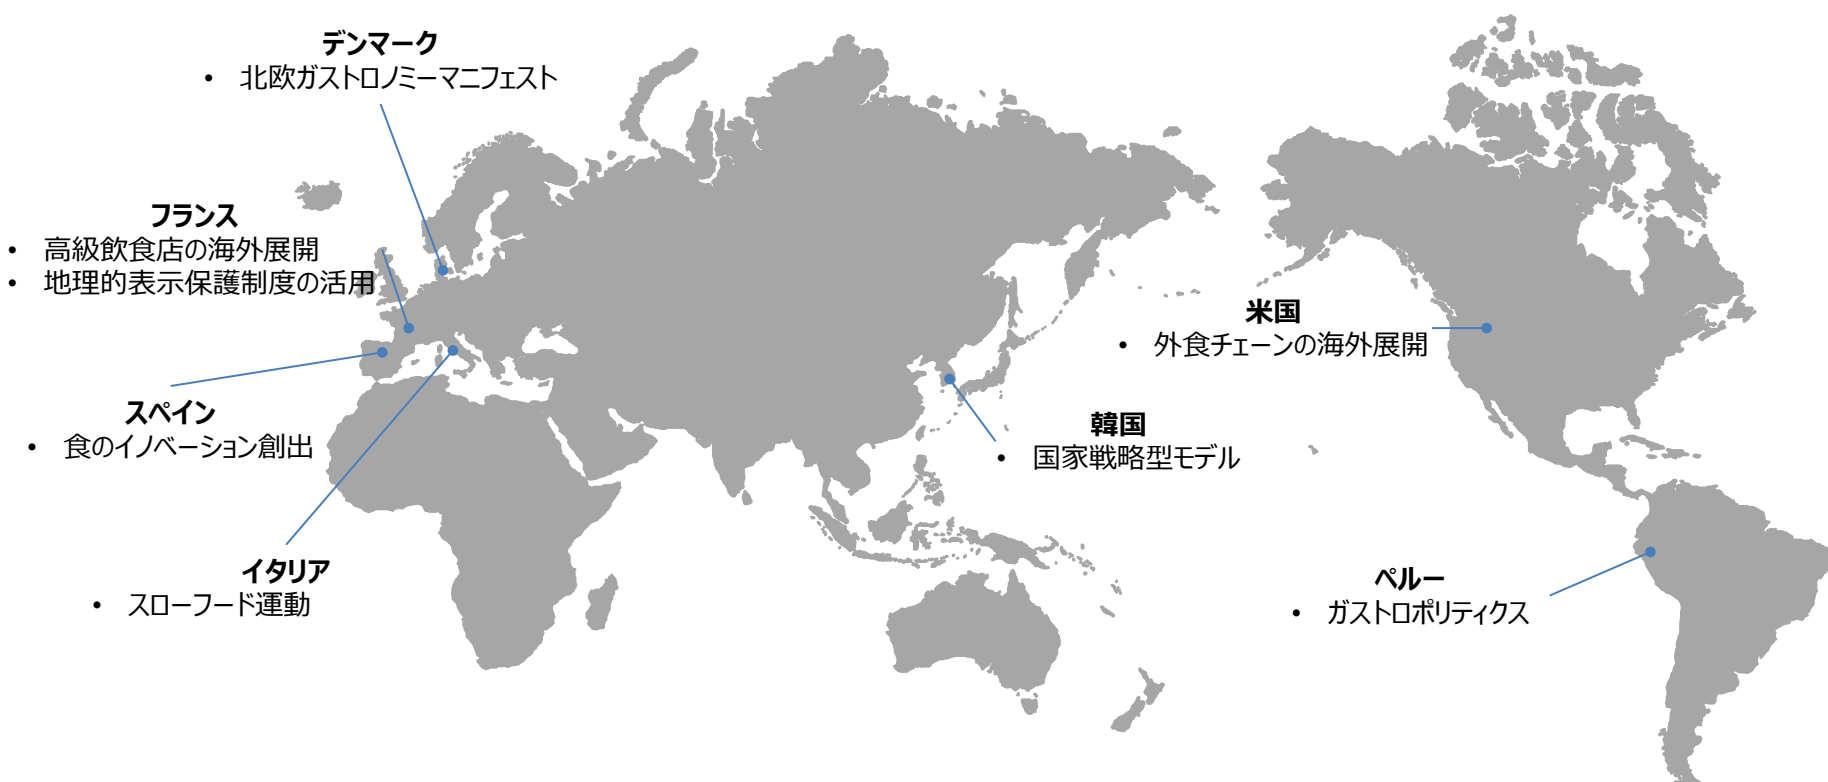 デンマーク
• 北欧ガストロノミーマニフェスト
フランス
• 高級飲食店の海外展開
• 地理的表示保護制度の活用
スペイン
• 食のイノベーション創出
イタリア
• スローフード運動
韓国
• 国家戦略型モデル
米国
• 外食チェーンの海外展開
ペルー
• ガストロポリティクス